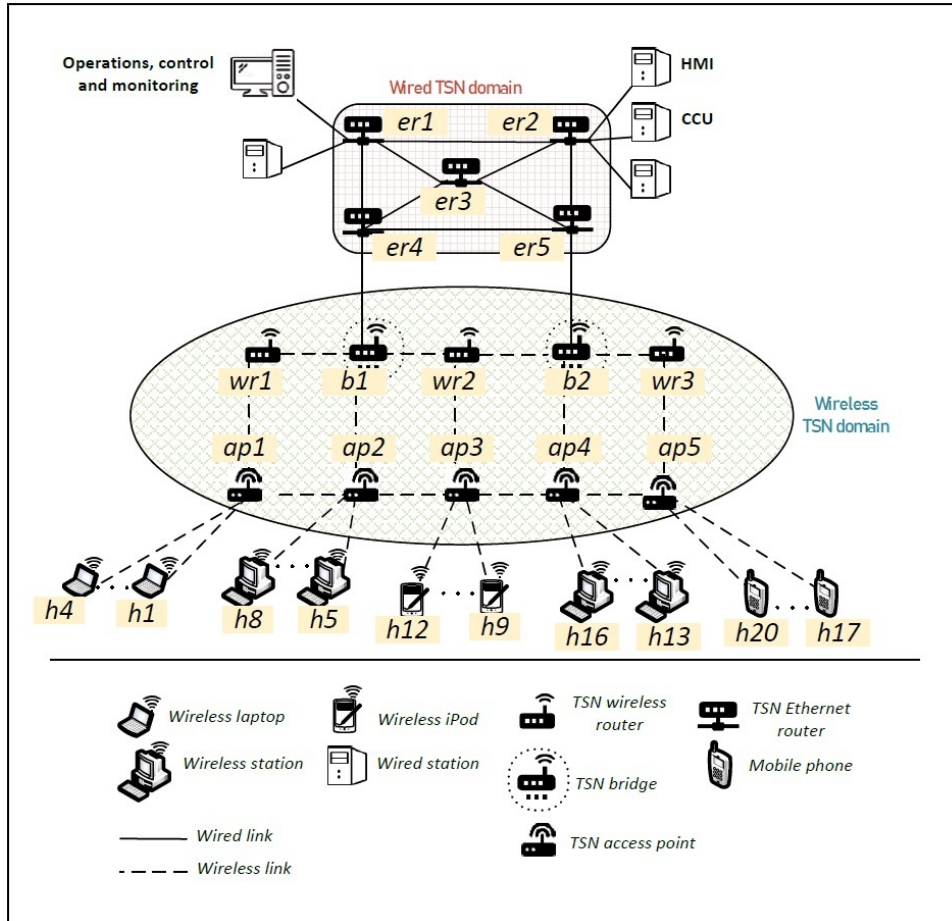 Operations, control
and monitoring
Wired TSN domain
HMI
er1
er2
CCU
er3
er4
er5
wr1
b1
wr2
b2
wr3
Wireless
TSN domain
ap1
ap2
ap3
ap4
ap5
h4
h1
h8
h5
h12
h9
h16
h13
h20
h17
Wireless laptop
Wireless iPod
TSN wireless
router
TSN Ethernet
router
Wireless station
Wired station
TSN bridge
Mobile phone
Wired link
TSN access point
Wireless link